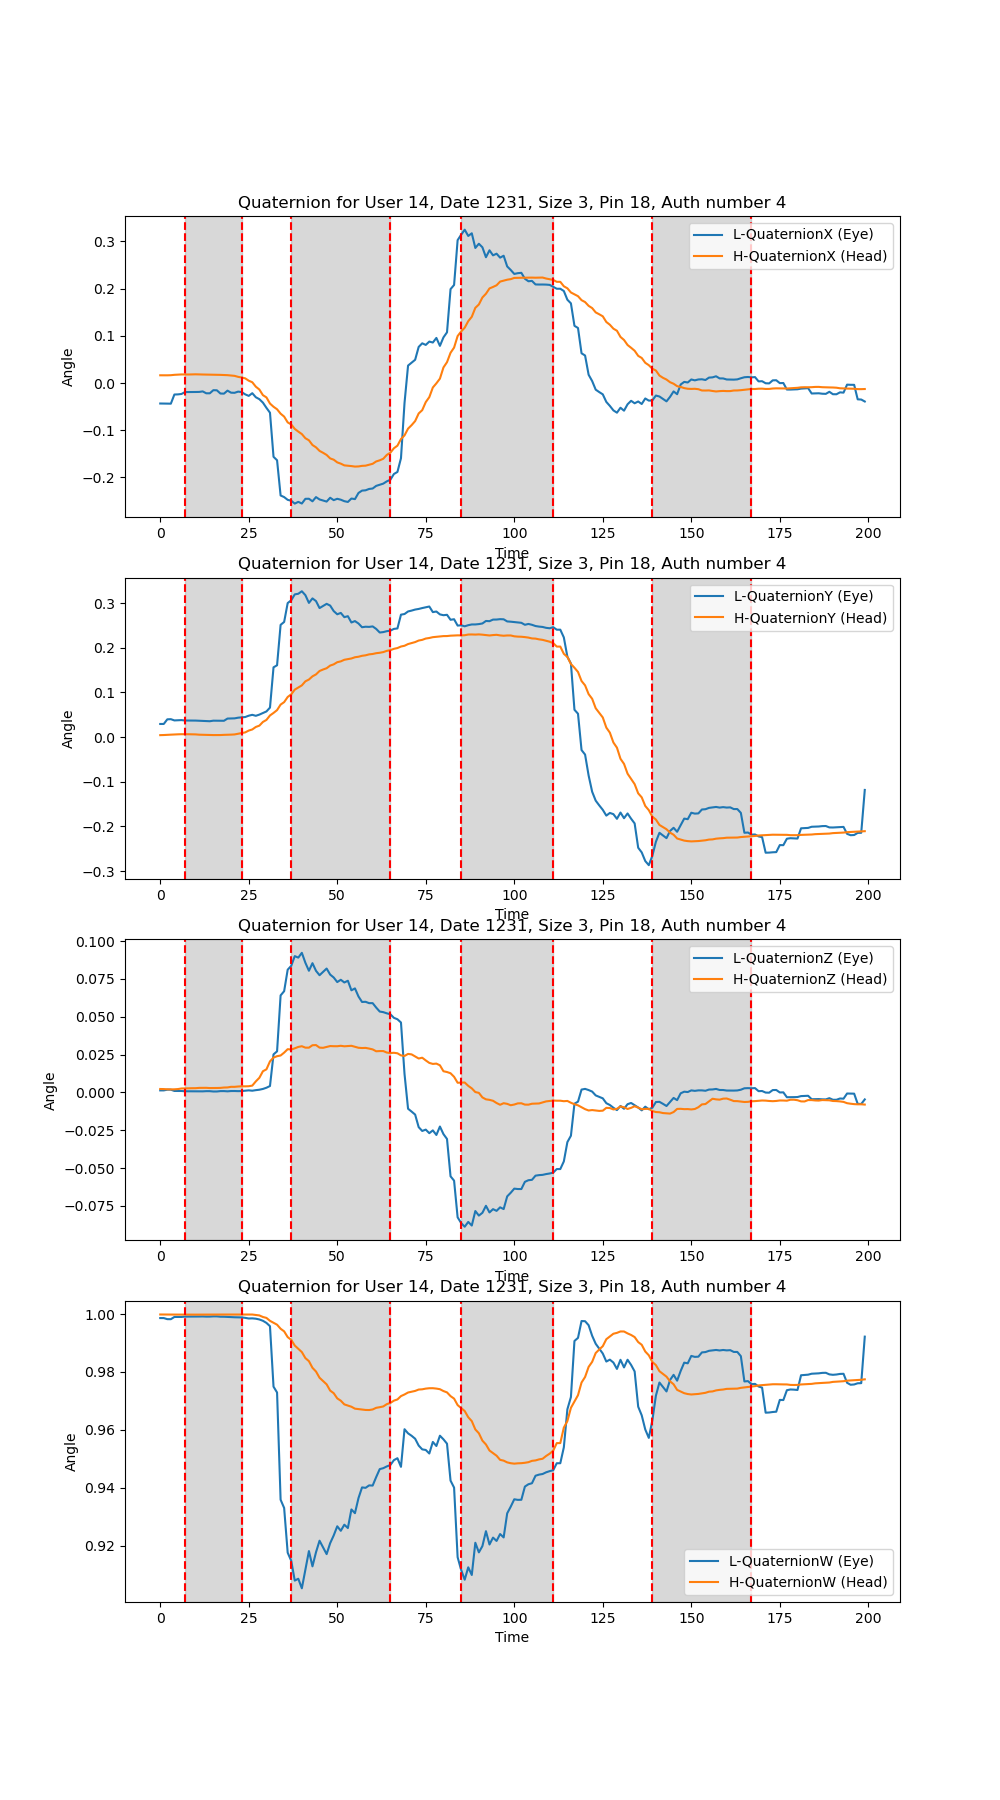 Quaternion for User 14, Date 1231, Size 3, Pin 18, Auth number 4
L-QuaternionX (Eye)
H-QuaternionX (Head)
Angle
0.3
0.2
0.1
0.0
−0.1
−0.2
0 25 50 75 100 125 150 175 200
Time
Quaternion for User 14, Date 1231, Size 3, Pin 18, Auth number 4
L-QuaternionY (Eye)
H-QuaternionY (Head)
Angle
0.3
0.2
0.1
0.0
−0.1
−0.2
−0.3
0 25 50 75 100 125 150 175 200
Time
Quaternion for User 14, Date 1231, Size 3, Pin 18, Auth number 4
L-QuaternionZ (Eye)
H-QuaternionZ (Head)
Angle
0.100
0.075
0.050
0.025
0.000
−0.025
−0.050
−0.075
0 25 50 75 100 125 150 175 200
Time
Quaternion for User 14, Date 1231, Size 3, Pin 18, Auth number 4
Angle
1.00
0.98
0.96
0.94
0.92
L-QuaternionW (Eye)
H-QuaternionW (Head)
0 25 50 75 100 125 150 175 200
Time